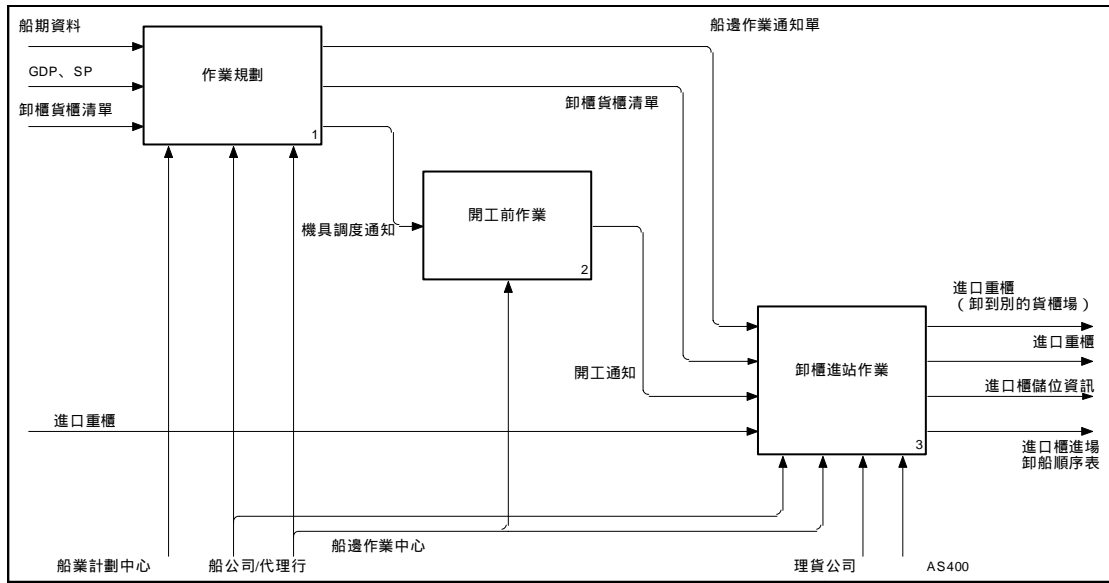 船期資料
GDP、SP
卸櫃貨櫃清單
作業規劃
1
船邊作業通知單
卸櫃貨櫃清單
機具調度通知
開工前作業
2
開工通知
進口重櫃
卸櫃進站作業
3
進口重櫃
（卸到別的貨櫃場）
進口重櫃
進口櫃儲位資訊
進口櫃進場
卸船順序表
船業計劃中心
船公司/代理行
船邊作業中心
理貨公司
AS400